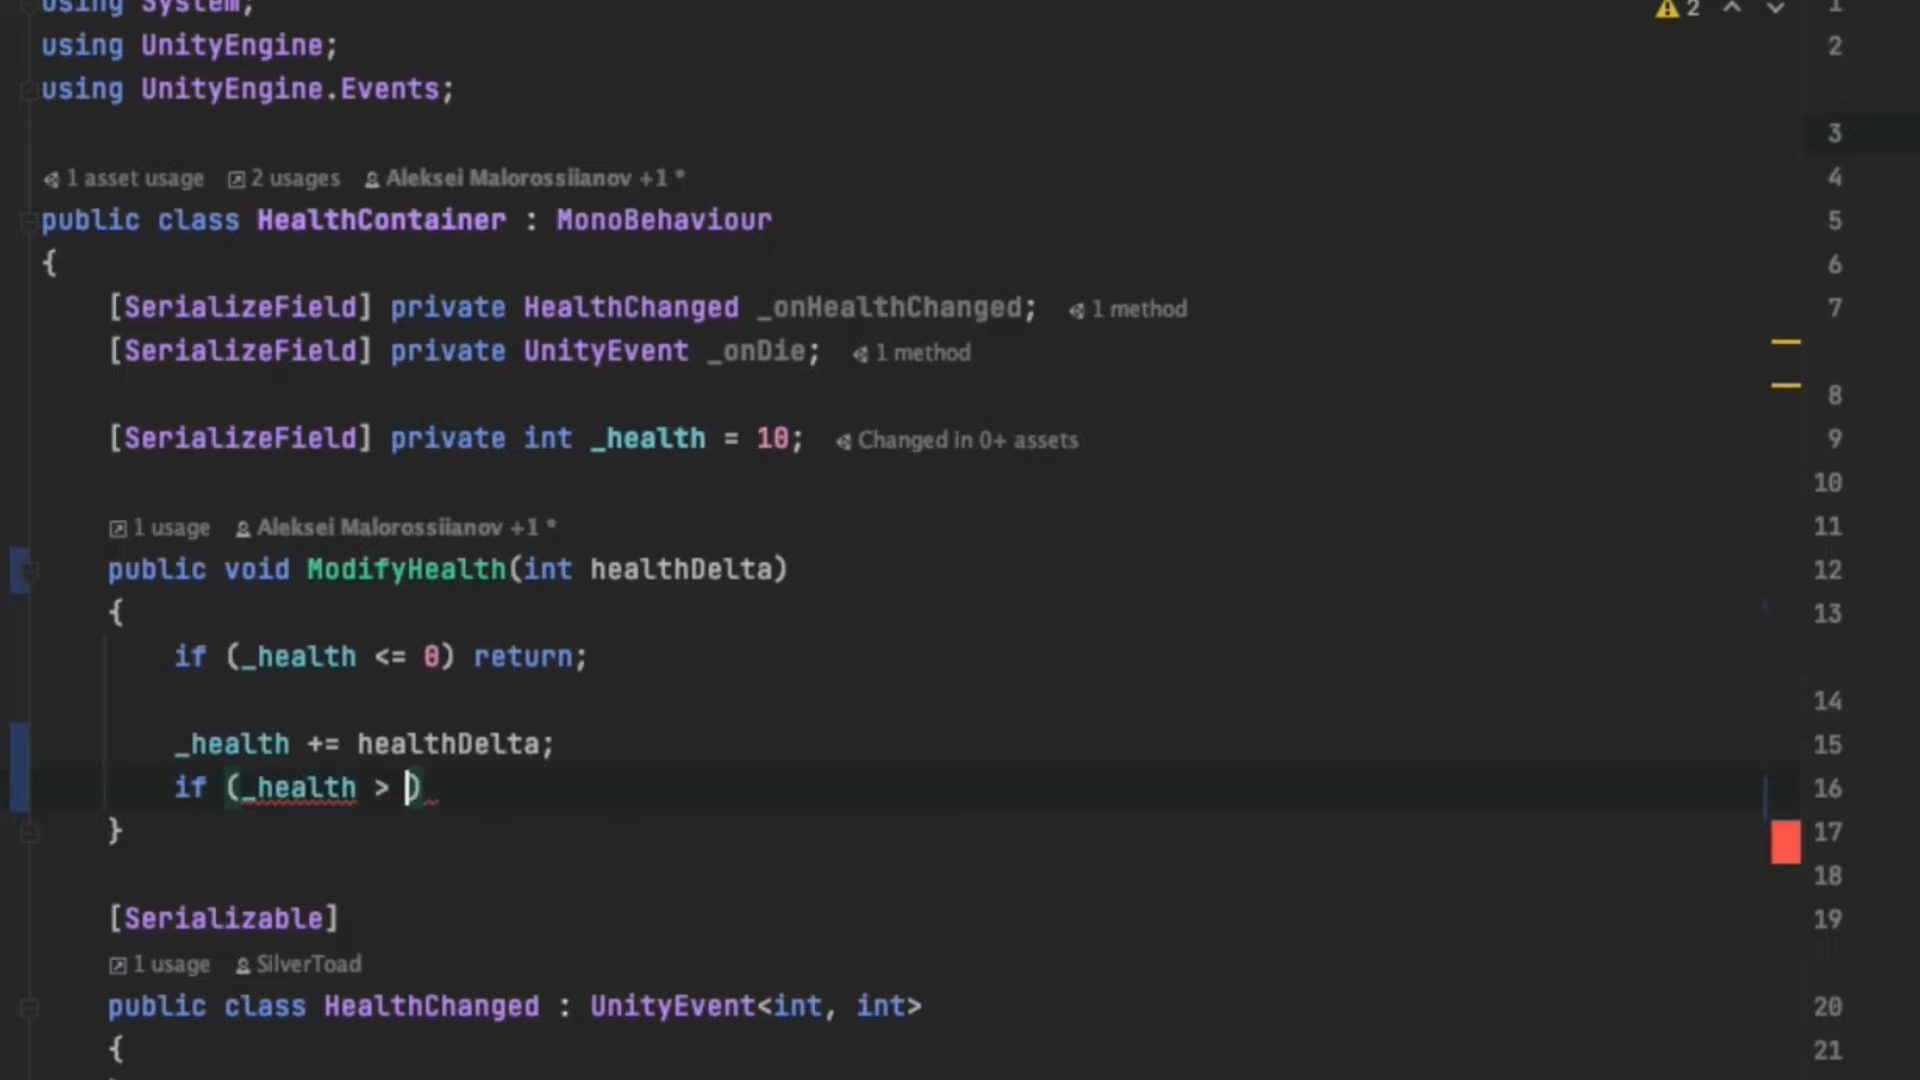 using System;
⚠ 2
1
using UnityEngine;
2
using UnityEngine.Events;
3
1 asset usage 2 usages Aleksei Malorossiianov +1 *
4
public class HealthContainer : MonoBehaviour
5
{
6
[SerializeField] private HealthChanged _onHealthChanged; 1 method
7
[SerializeField] private UnityEvent _onDie; 1 method
8
[SerializeField] private int _health = 10; Changed in 0+ assets
9
10
1 usage Aleksei Malorossiianov +1 *
11
public void ModifyHealth(int healthDelta)
12
{
13
if (_health <= 0) return;
14
_health += healthDelta;
15
if (_health > )
16
}
17
18
[Serializable]
19
1 usage SilverToad
public class HealthChanged : UnityEvent<int, int>
20
{
21